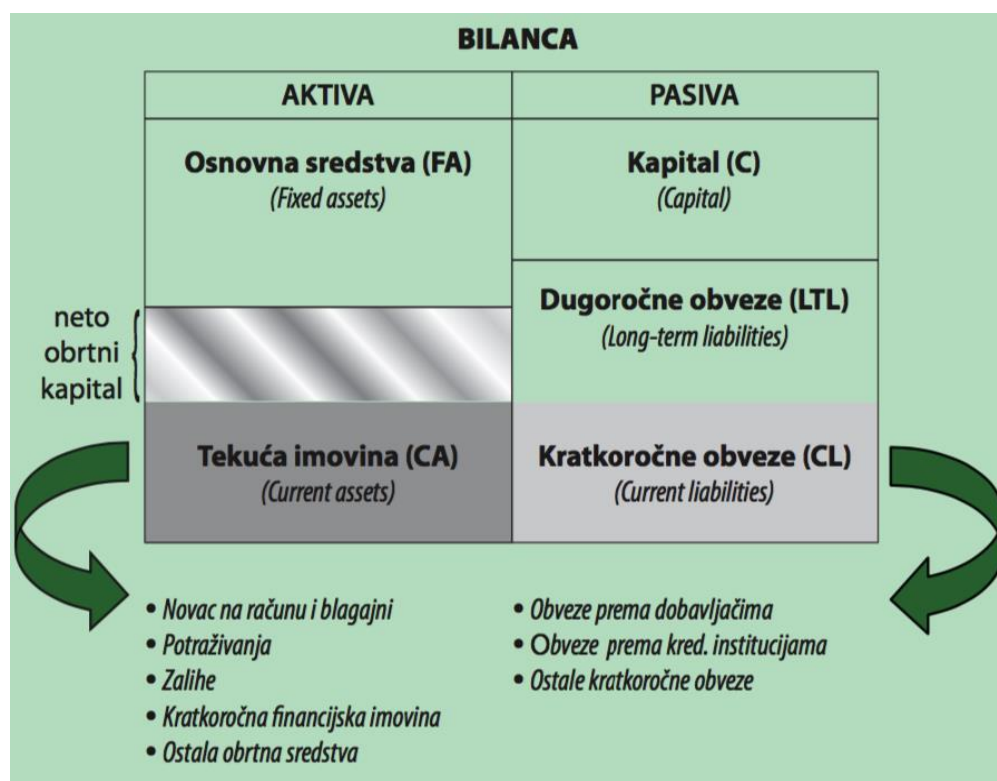 BILANCA
AKTIVA
PASIVA
Osnovna sredstva (FA)
(Fixed assets)
Kapital (C)
(Capital)
Dugoročne obveze (LTL)
(Long-term liabilities)
neto
obrtni
kapital
Tekuća imovina (CA)
(Current assets)
Kratkoročne obveze (CL)
(Current liabilities)
• Novac na računu i blagajni
• Potraživanja
• Zalihe
• Kratkoročna financijska imovina
• Ostala obrtna sredstva
• Obveze prema dobavljačima
• Obveze prema kred. institucijama
• Ostale kratkoročne obveze